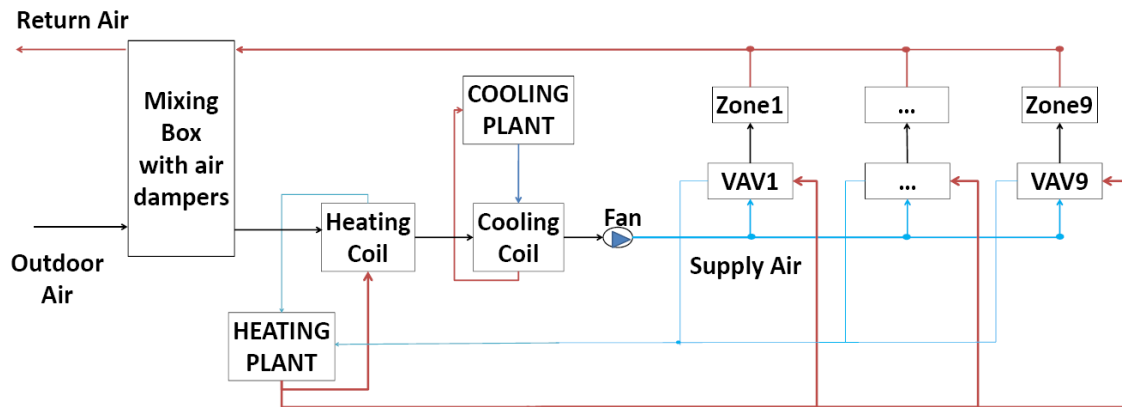 Return Air
Mixing
Box
with air
dampers
Outdoor
Air
HEATING
PLANT
Heating
Coil
COOLING
PLANT
Cooling
Coil
Fan
Supply Air
Zone1
...
Zone9
VAV1
...
VAV9